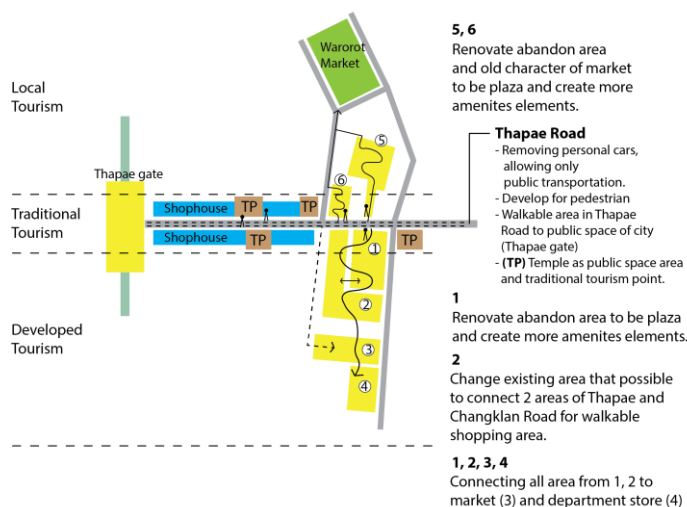 Local
Tourism
Traditional
Tourism
Developed
Tourism
Thapae gate
Shophouse
TP
TP
Shophouse
TP
TP
Warorot
Market
5
6
1
2
3
4
5, 6
Renovate abandon area
and old character of market
to be plaza and create more
amenites elements.
Thapae Road
- Removing personal cars,
allowing only
public transportation.
- Develop for pedestrian
- Walkable area in Thapae
Road to public space of city
(Thapae gate)
- (TP) Temple as public space area
and traditional tourism point.
1
Renovate abandon area to be plaza
and create more amenites elements.
2
Change existing area that possible
to connect 2 areas of Thapae and
Changklan Road for walkable
shopping area.
1, 2, 3, 4
Connecting all area from 1, 2 to
market (3) and department store (4)